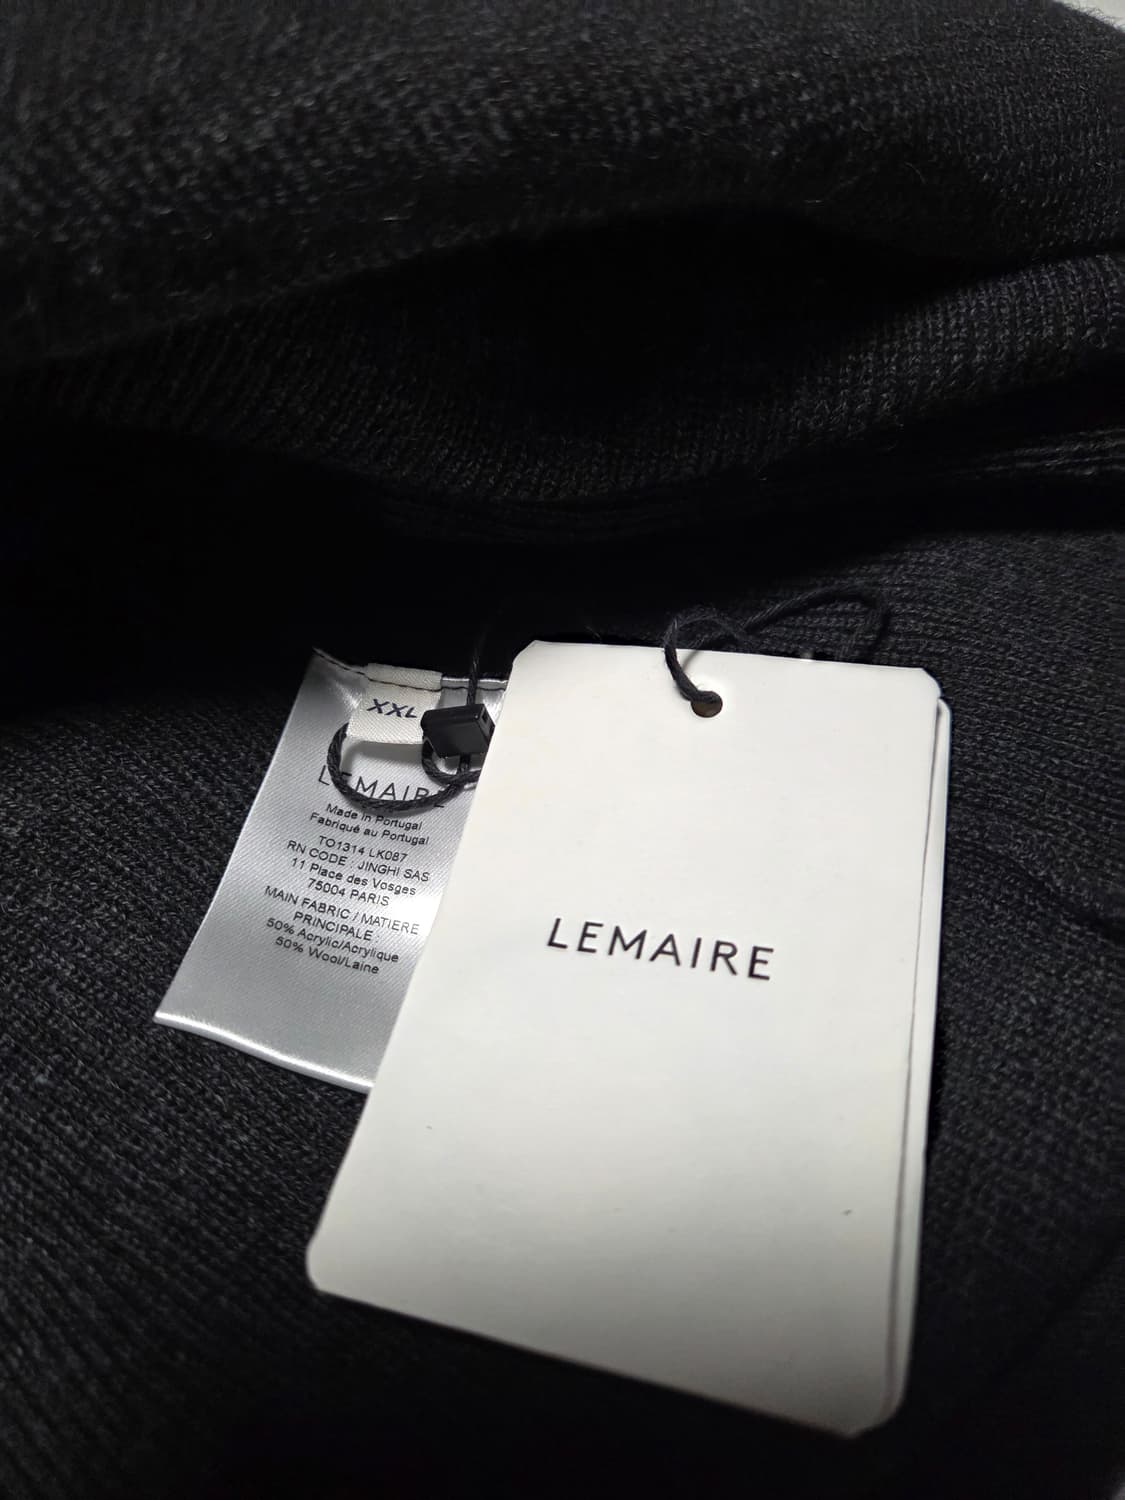 XXL
LEMAIRE
Made in Portugal
Fabriqué au Portugal
TO1314 LK087
RN CODE : JINGHI SAS
11 Place des Vosges
75004 PARIS
MAIN FABRIC / MATIERE
PRINCIPALE
50% Acrylic/Acrylique
50% Wool/Laine
LEMAIRE